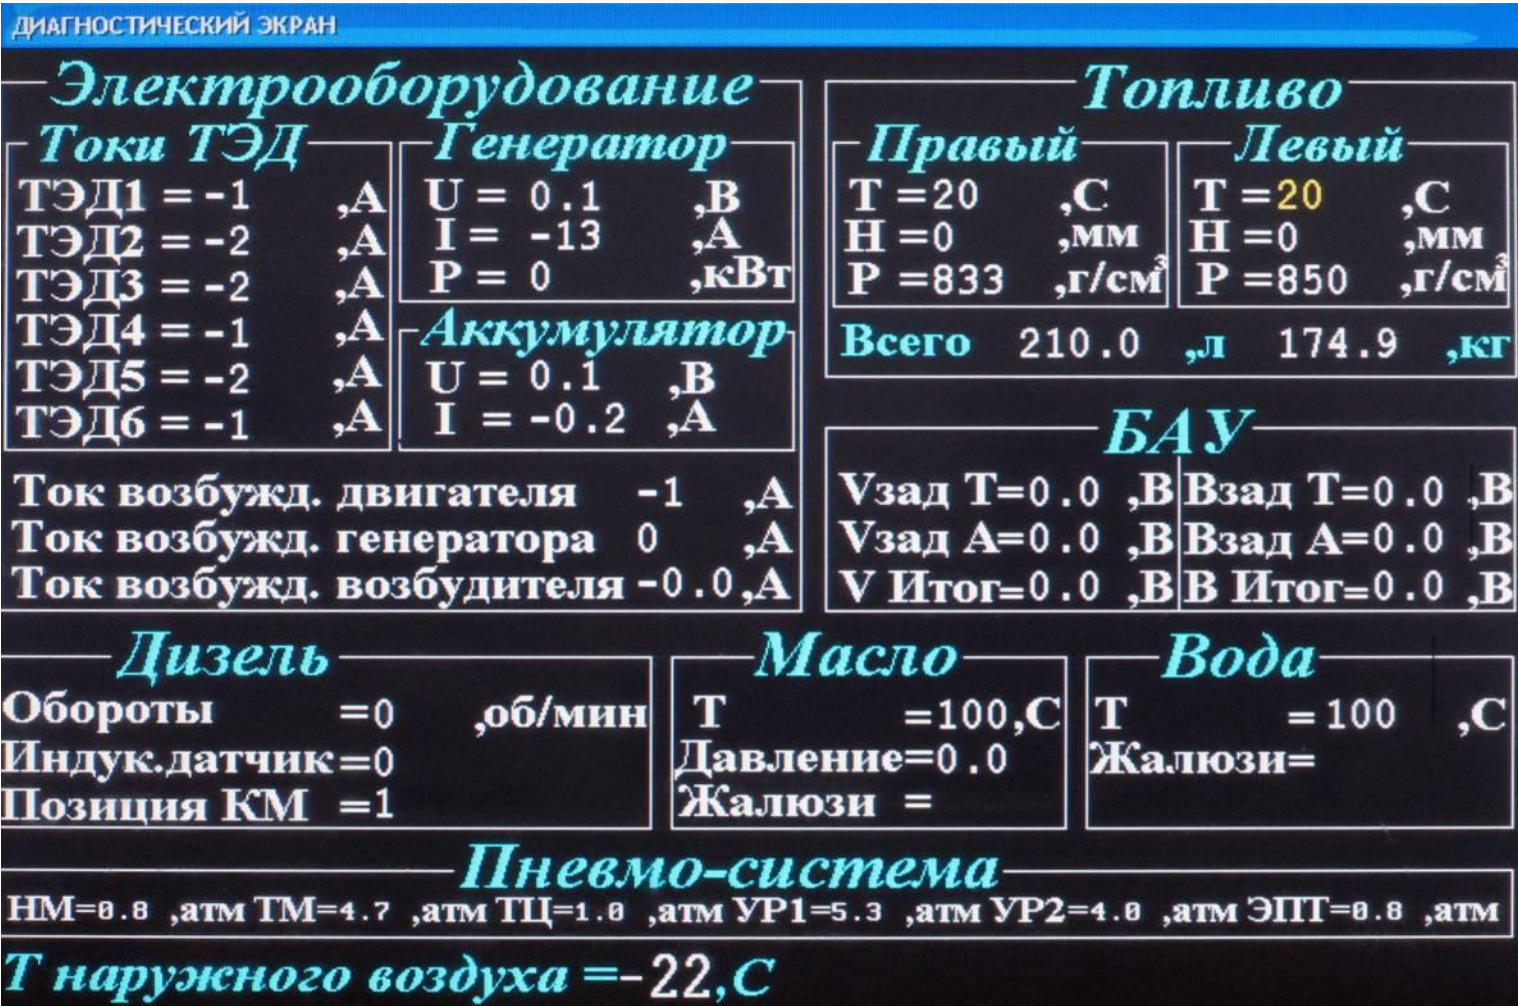 ДИАГНОСТИЧЕСКИЙ ЭКРАН
Электрооборудование
Токи ТЭД
ТЭД1 = -1 ,А
ТЭД2 = -2 ,А
ТЭД3 = -2 ,А
ТЭД4 = -1 ,А
ТЭД5 = -2 ,А
ТЭД6 = -1 ,А
Генератор
U = 0.1 ,В
I = -13 ,А
P = 0 ,кВт
Аккумулятор
U = 0.1 ,В
I = -0.2 ,А
Ток возбужд. двигателя -1 ,А
Ток возбужд. генератора 0 ,А
Ток возбужд. возбудителя -0.0 ,А
Топливо
Правый
T =20 ,С
H =0 ,мм
P =833 ,г/см³
Левый
T =20 ,С
H =0 ,мм
P =850 ,г/см³
Всего 210.0 ,л 174.9 ,кг
БАУ
Vзад Т=0.0 ,В
Vзад А=0.0 ,В
V Итог=0.0 ,В
Взад Т=0.0 ,В
Взад А=0.0 ,В
В Итог=0.0 ,В
Дизель
Обороты =0 ,об/мин
Индук.датчик=0
Позиция КМ =1
Масло
Т =100,С
Давление=0.0
Жалюзи =
Вода
Т =100 ,С
Жалюзи=
Пневмо-система
НМ=0.8 ,атм ТМ=4.7 ,атм ТЦ=1.0 ,атм УР1=5.3 ,атм УР2=4.0 ,атм ЭПТ=0.8 ,атм
Т наружного воздуха =-22,С